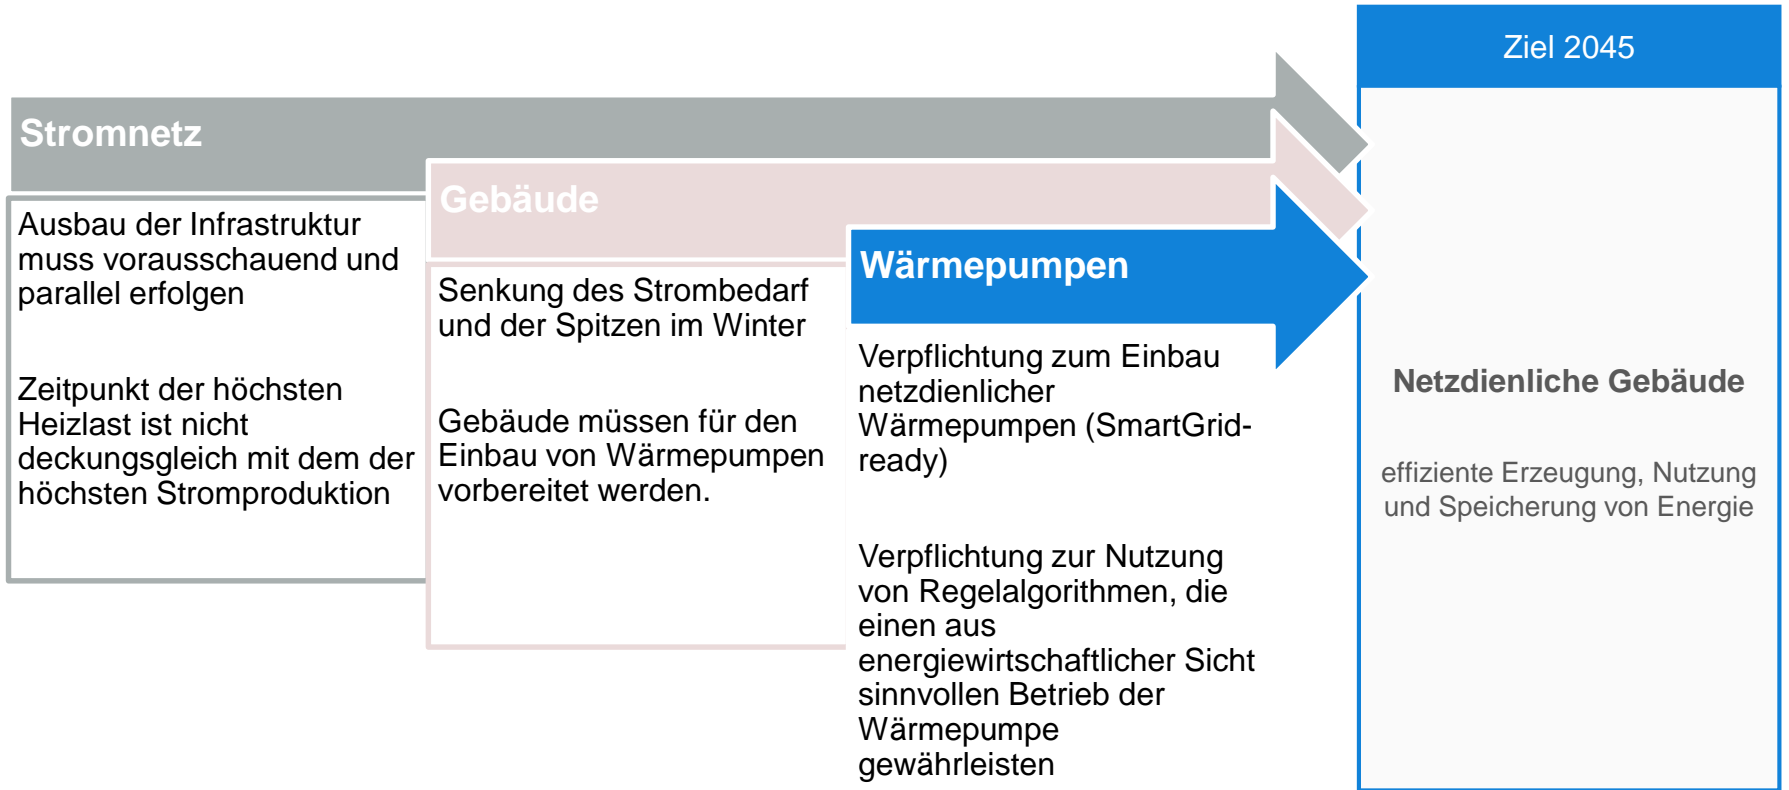 Stromnetz
Ausbau der Infrastruktur
muss vorausschauend und
parallel erfolgen
Zeitpunkt der höchsten
Heizlast ist nicht
deckungsgleich mit dem der
höchsten Stromproduktion
Gebäude
Senkung des Strombedarf
und der Spitzen im Winter
Gebäude müssen für den
Einbau von Wärmepumpen
vorbereitet werden.
Wärmepumpen
Verpflichtung zum Einbau
netzdienlicher
Wärmepumpen (SmartGrid-
ready)
Verpflichtung zur Nutzung
von Regelalgorithmen, die
einen aus
energiewirtschaftlicher Sicht
sinnvollen Betrieb der
Wärmepumpe
gewährleisten
Ziel 2045
Netzdienliche Gebäude
effiziente Erzeugung, Nutzung
und Speicherung von Energie